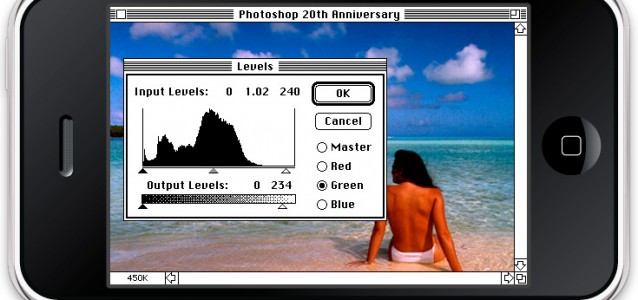 Photoshop 20th Anniversary
Levels
Input Levels: 0 1.02 240
OK
Cancel
Master
Red
Green
Blue
Output Levels: 0 234
450K